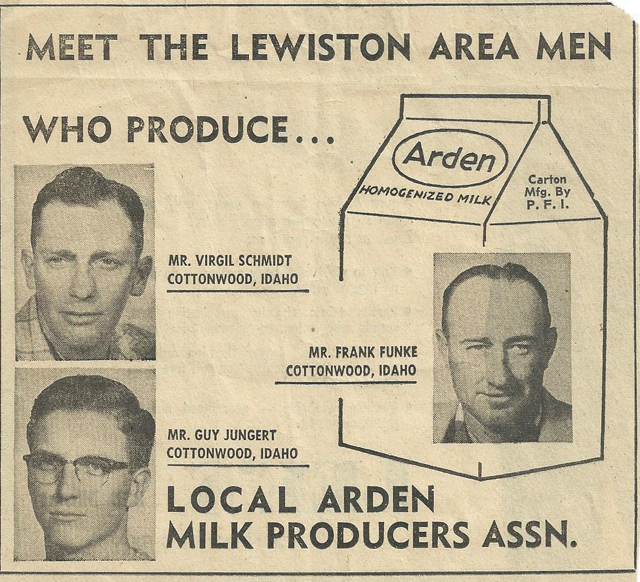 MEET THE LEWISTON AREA MEN
WHO PRODUCE...
Arden
HOMOGENIZED MILK
Carton
Mfg. By
P. F. I.
MR. VIRGIL SCHMIDT
COTTONWOOD, IDAHO
MR. FRANK FUNKE
COTTONWOOD, IDAHO
MR. GUY JUNGERT
COTTONWOOD, IDAHO
LOCAL ARDEN
MILK PRODUCERS ASSN.